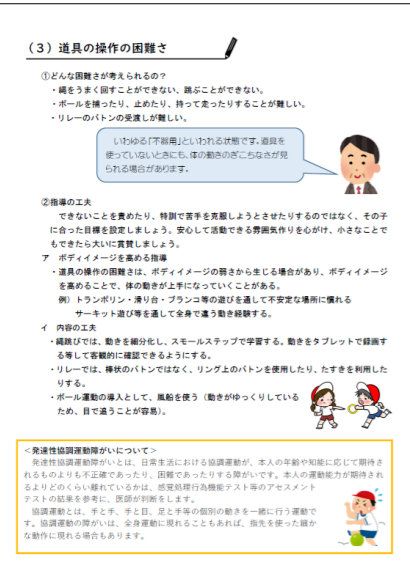 （３）道具の操作の困難さ
①どんな困難さが考えられるの？
・縄をうまく回すことができない、跳ぶことができない。
・ボールを捕ったり、止めたり、持って走ったりすることが難しい。
・リレーのバトンの受渡しが難しい。
いわゆる「不器用」といわれる状態です。道具を
使っていないときにも、体の動きのぎこちなさが見
られる場合があります。
②指導の工夫
できないことを責めたり、特訓で苦手を克服しようとさせたりするのではなく、その子
に合った目標を設定しましょう。安心して活動できる雰囲気作りを心がけ、小さなことで
もできたら大いに賞賛しましょう。
ア　ボディイメージを高める指導
・道具の操作の困難さは、ボディイメージの弱さから生じる場合があり、ボディイメージ
を高めることで、体の動きが上手になっていくことがある。
例）トランポリン・滑り台・ブランコ等の遊びを通して不安定な場所に慣れる
サーキット遊び等を通して全身で違う動き経験する。
イ　内容の工夫
・縄跳びでは、動きを細分化し、スモールステップで学習する。動きをタブレットで録画す
る等して客観的に確認できるようにする。
・リレーでは、棒状のバトンではなく、リング上のバトンを使用したり、たすきを利用した
りする。
・ボール運動の導入として、風船を使う（動きがゆっくりしている
ため、目で追うことが容易）。
＜発達性協調運動障がいについて＞
発達性協調運動障がいとは、日常生活における協調運動が、本人の年齢や知能に応じて期待さ
れるものよりも不正確であったり、困難であったりする障がいです。本人の運動能力が期待され
るよりどのくらい離れているかは、感覚処理行為機能テスト等のアセスメント
テストの結果を参考に、医師が判断をします。
協調運動とは、手と手、手と目、足と手等の個別の動きを一緒に行う運動で
す。協調運動の障がいは、全身運動に現れることもあれば、指先を使った細か
な動作に現れる場合もあります。